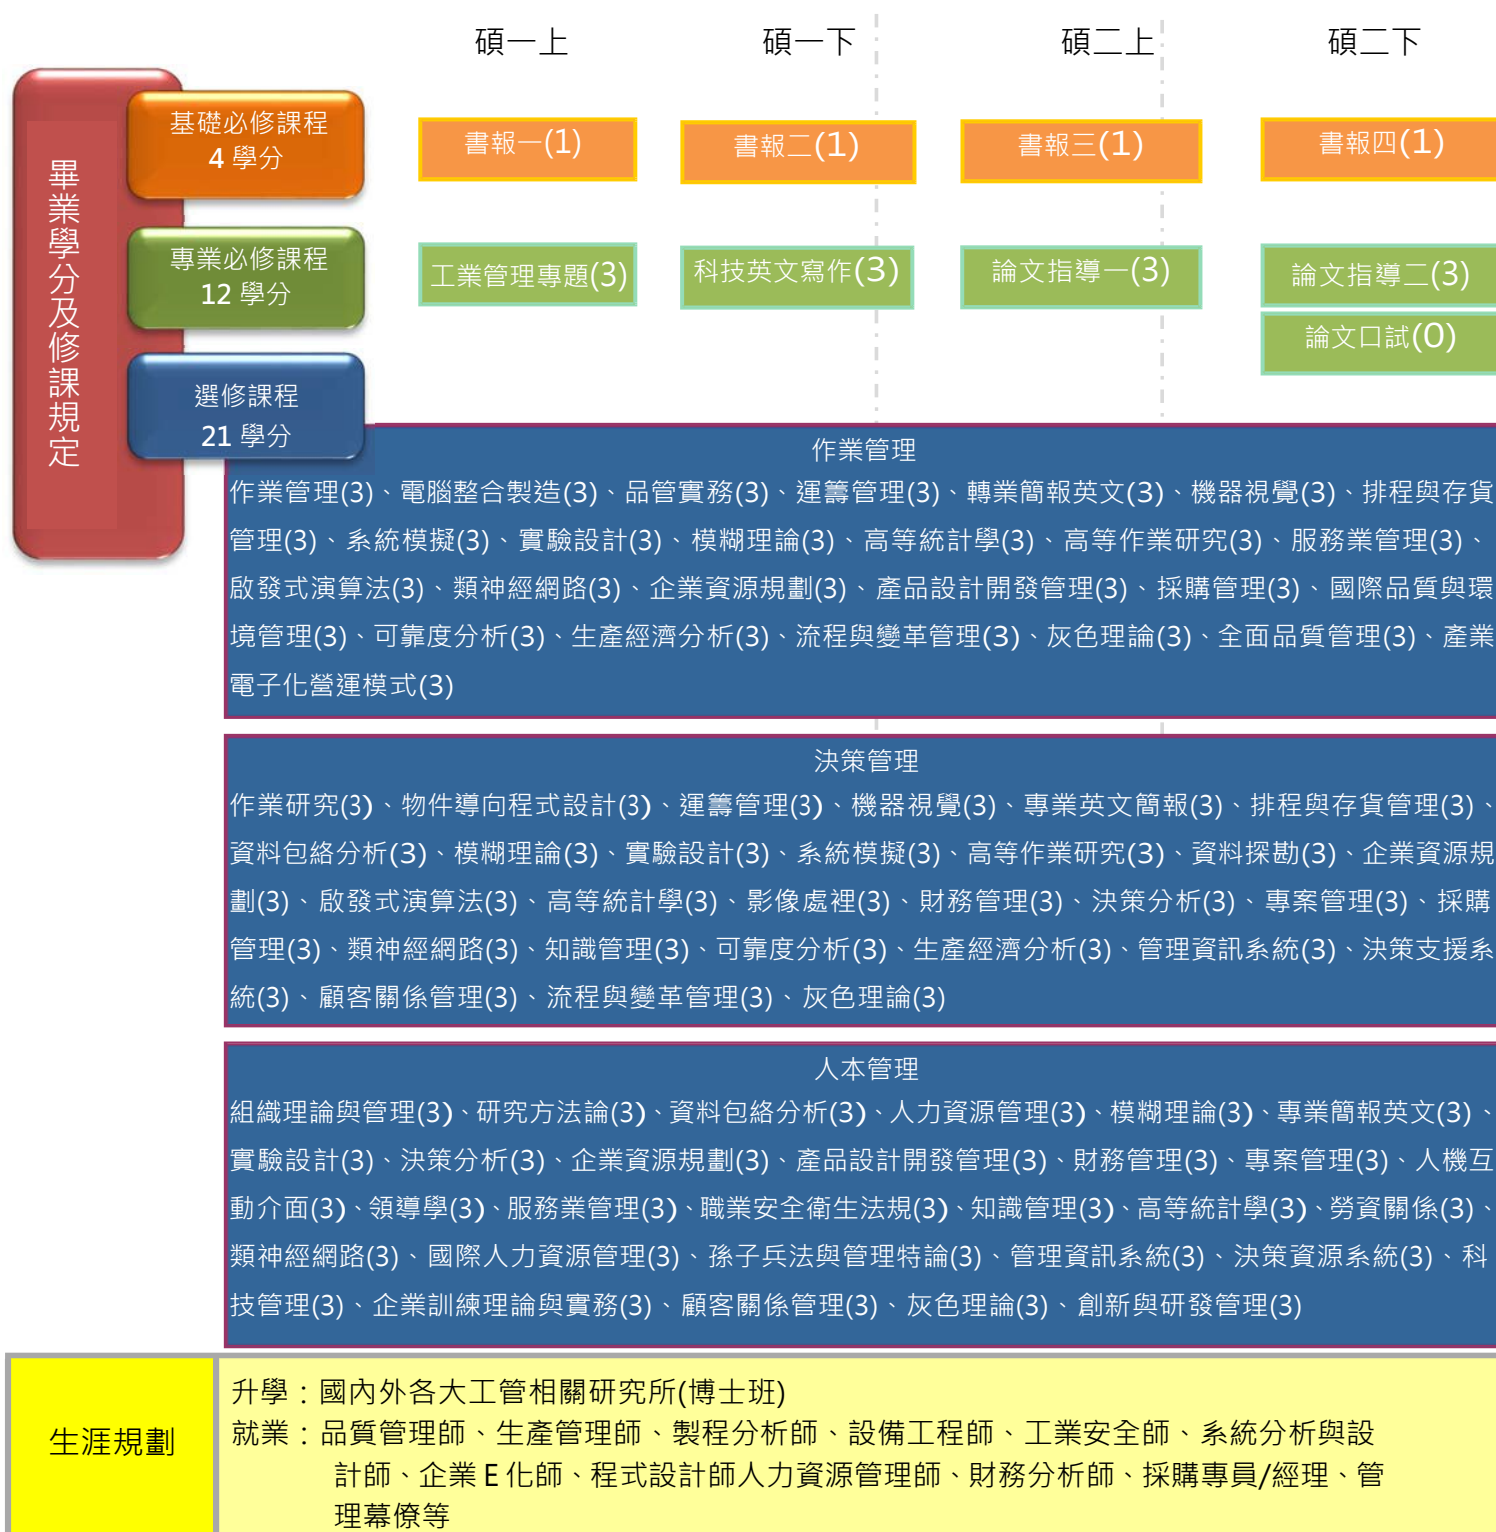 碩一上 碩一下 碩二上 碩二下
畢業學分及修課規定
基礎必修課程
4 學分
書報一(1) 書報二(1) 書報三(1) 書報四(1)
專業必修課程
12 學分
工業管理專題(3) 科技英文寫作(3) 論文指導一(3) 論文指導二(3)
論文口試(0)
選修課程
21 學分
作業管理
作業管理(3)、電腦整合製造(3)、品管實務(3)、運籌管理(3)、轉業簡報英文(3)、機器視覺(3)、排程與存貨
管理(3)、系統模擬(3)、實驗設計(3)、模糊理論(3)、高等統計學(3)、高等作業研究(3)、服務業管理(3)、
啟發式演算法(3)、類神經網路(3)、企業資源規劃(3)、產品設計開發管理(3)、採購管理(3)、國際品質與環
境管理(3)、可靠度分析(3)、生產經濟分析(3)、流程與變革管理(3)、灰色理論(3)、全面品質管理(3)、產業
電子化營運模式(3)
決策管理
作業研究(3)、物件導向程式設計(3)、運籌管理(3)、機器視覺(3)、專業英文簡報(3)、排程與存貨管理(3)、
資料包絡分析(3)、模糊理論(3)、實驗設計(3)、系統模擬(3)、高等作業研究(3)、資料探勘(3)、企業資源規
劃(3)、啟發式演算法(3)、高等統計學(3)、影像處裡(3)、財務管理(3)、決策分析(3)、專案管理(3)、採購
管理(3)、類神經網路(3)、知識管理(3)、可靠度分析(3)、生產經濟分析(3)、管理資訊系統(3)、決策支援系
統(3)、顧客關係管理(3)、流程與變革管理(3)、灰色理論(3)
人本管理
組織理論與管理(3)、研究方法論(3)、資料包絡分析(3)、人力資源管理(3)、模糊理論(3)、專業簡報英文(3)、
實驗設計(3)、決策分析(3)、企業資源規劃(3)、產品設計開發管理(3)、財務管理(3)、專案管理(3)、人機互
動介面(3)、領導學(3)、服務業管理(3)、職業安全衛生法規(3)、知識管理(3)、高等統計學(3)、勞資關係(3)、
類神經網路(3)、國際人力資源管理(3)、孫子兵法與管理特論(3)、管理資訊系統(3)、決策資源系統(3)、科
技管理(3)、企業訓練理論與實務(3)、顧客關係管理(3)、灰色理論(3)、創新與研發管理(3)
生涯規劃
升學：國內外各大工管相關研究所(博士班)
就業：品質管理師、生產管理師、製程分析師、設備工程師、工業安全師、系統分析與設
計師、企業 E 化師、程式設計師人力資源管理師、財務分析師、採購專員/經理、管
理幕僚等